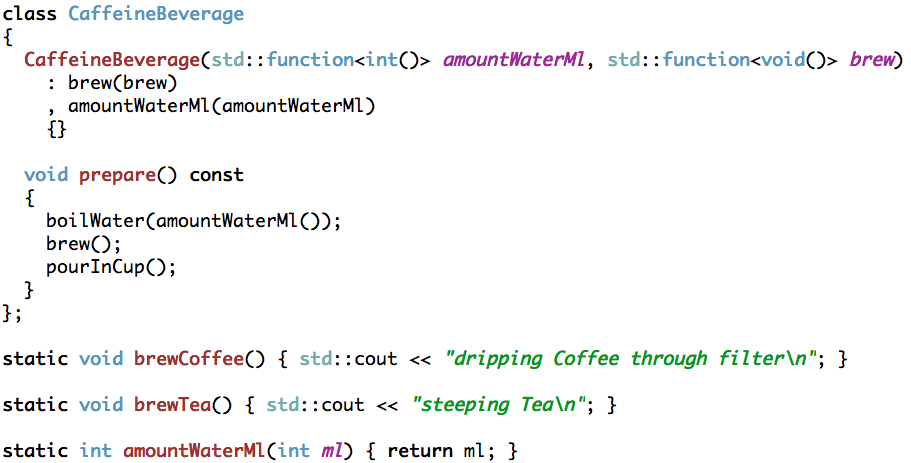 class CaffeineBeverage
{
  CaffeineBeverage(std::function<int()> amountWaterMl, std::function<void()> brew)
    : brew(brew)
    , amountWaterMl(amountWaterMl)
    {}

  void prepare() const
  {
    boilWater(amountWaterMl());
    brew();
    pourInCup();
  }
};

static void brewCoffee() { std::cout << "dripping Coffee through filter\n"; }

static void brewTea() { std::cout << "steeping Tea\n"; }

static int amountWaterMl(int ml) { return ml; }